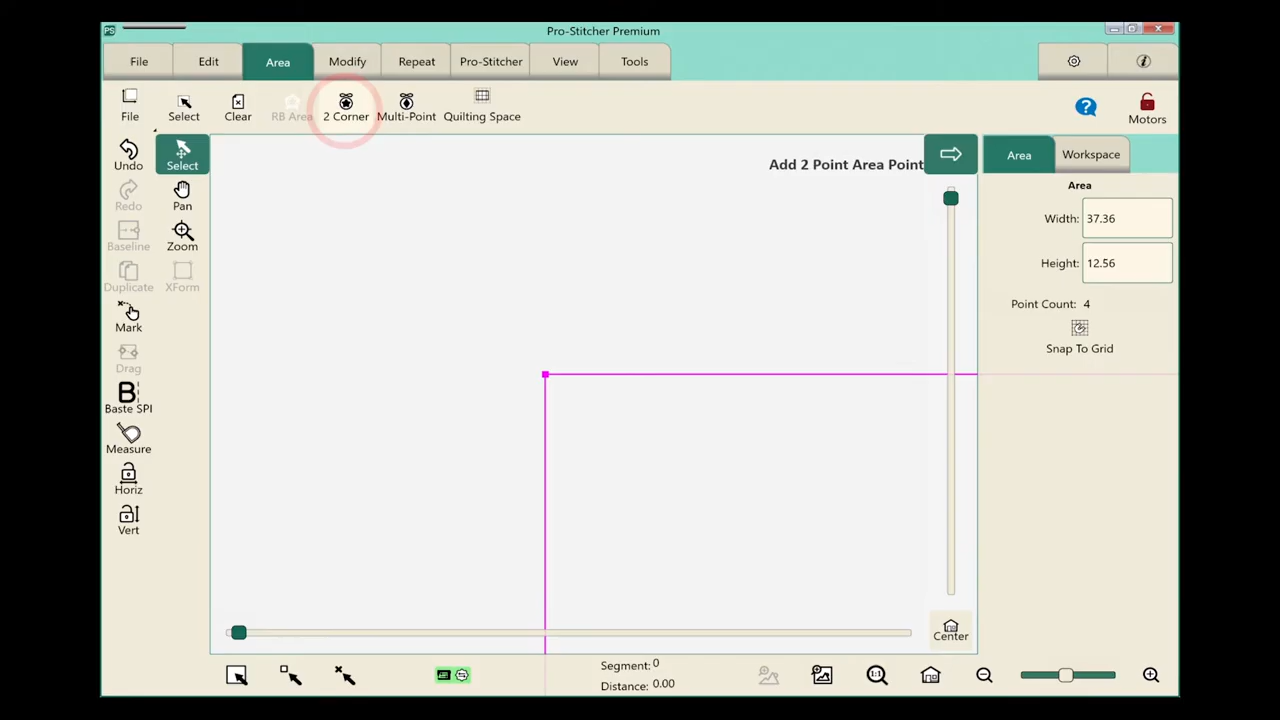 PS
Pro-Stitcher Premium
File Edit Area Modify Repeat Pro-Stitcher View Tools
File Select Clear RB Area 2 Corner Multi-Point Quilting Space Motors
Undo Select
Redo Pan
Baseline Zoom
Duplicate XForm
Mark
Drag
B
Baste SPI
Measure
Horiz
Vert
Add 2 Point Area Point
Center
Area Workspace
Area
Width: 37.36
Height: 12.56
Point Count: 4
Snap To Grid
Segment: 0
Distance: 0.00
1:1